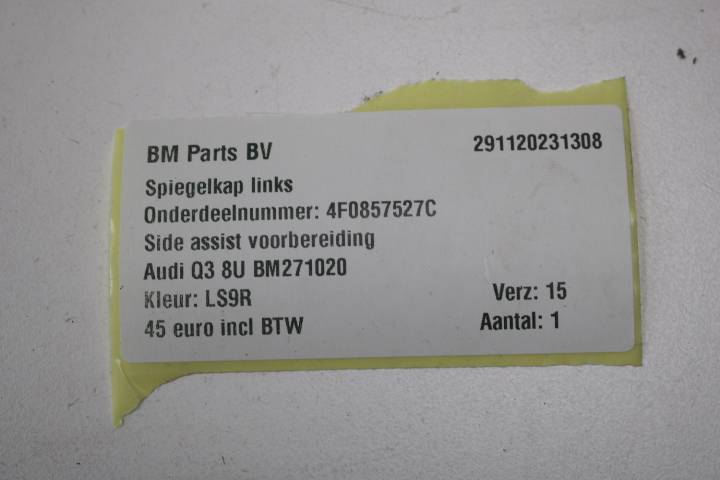 BM Parts BV 291120231308
Spiegelkap links
Onderdeelnummer: 4F0857527C
Side assist voorbereiding
Audi Q3 8U BM271020
Kleur: LS9R Verz: 15
45 euro incl BTW Aantal: 1